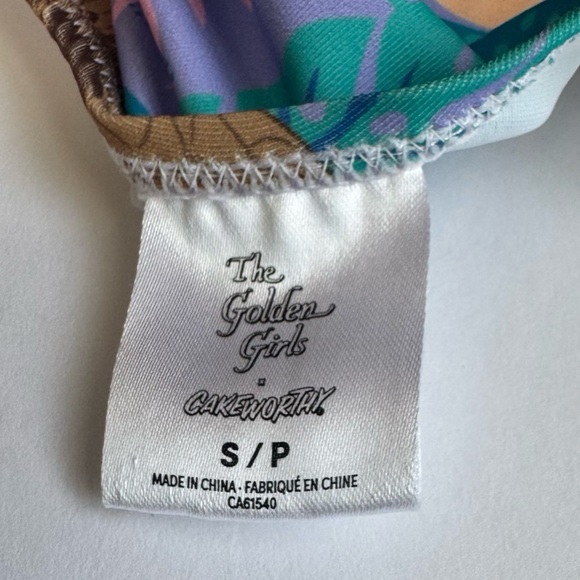 The
Golden
Girls
x
CAKEWORTHY
S / P
MADE IN CHINA · FABRIQUÉ EN CHINE
CA61540